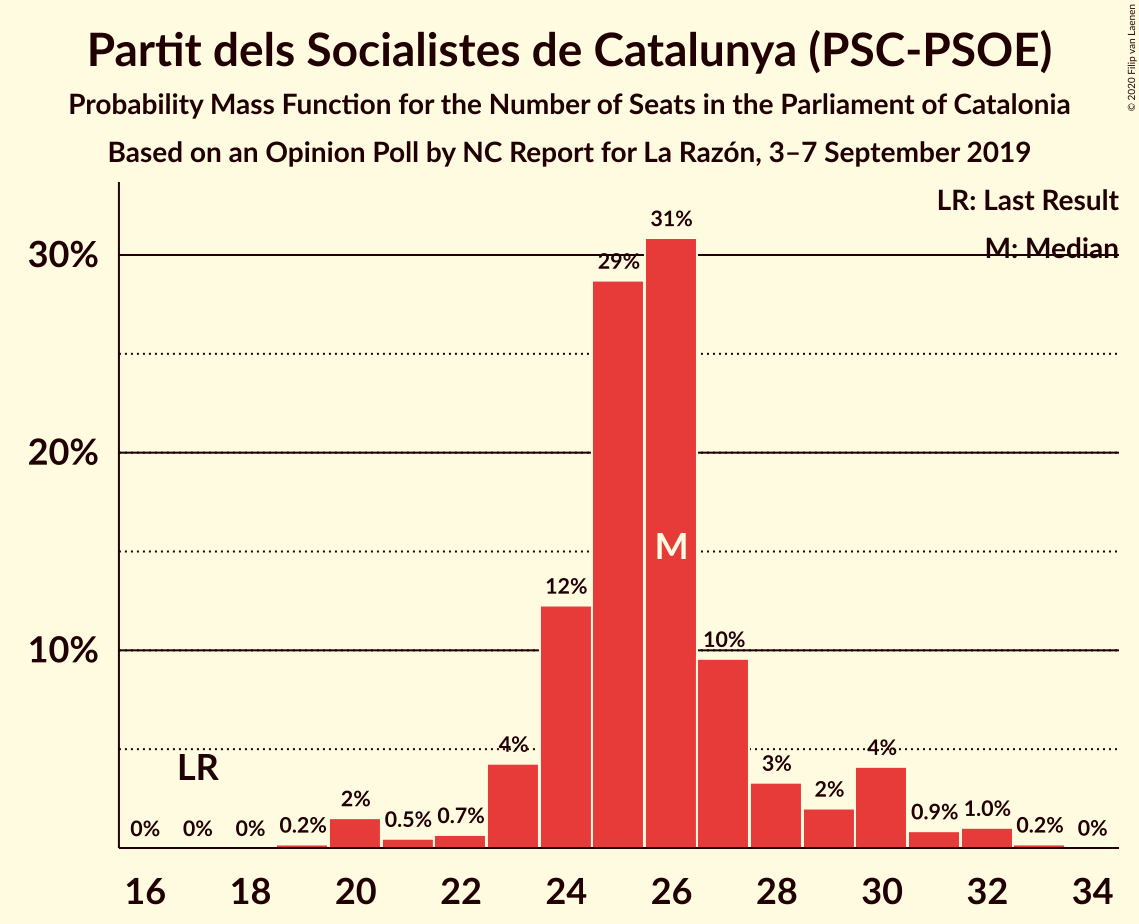 Partit dels Socialistes de Catalunya (PSC-PSOE)
Probability Mass Function for the Number of Seats in the Parliament of Catalonia
Based on an Opinion Poll by NC Report for La Razón, 3–7 September 2019
© 2020 Filip van Laenen
LR: Last Result
M: Median
30%
20%
10%
31%
29%
M
12%
10%
LR
4%
3%
4%
0% 0% 0% 0.2% 2% 0.5% 0.7% 2% 0.9% 1.0% 0.2% 0%
16 18 20 22 24 26 28 30 32 34